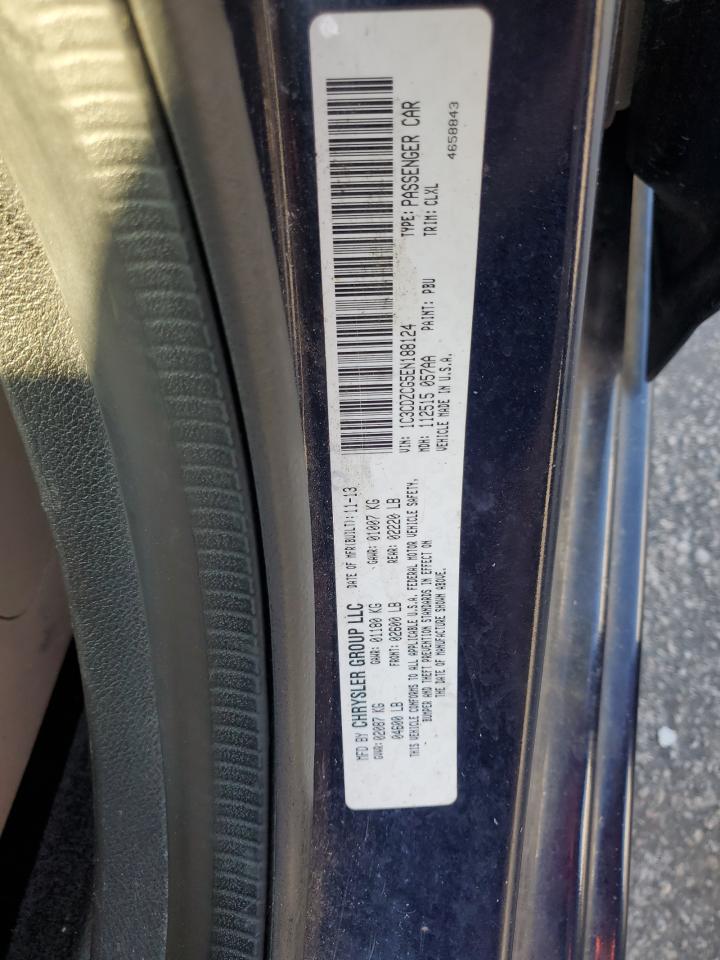 MFD BY CHRYSLER GROUP LLC DATE OF MFR(BUILT): 11-13
GVWR: 02087 KG GAWR: 01180 KG GAWR: 01007 KG
04600 LB FRONT: 02600 LB REAR: 02220 LB
THIS VEHICLE CONFORMS TO ALL APPLICABLE U.S.A. FEDERAL MOTOR VEHICLE SAFETY,
BUMPER AND THEFT PREVENTION STANDARDS IN EFFECT ON
THE DATE OF MANUFACTURE SHOWN ABOVE.
VIN: 1C3CDZCG5EN188124 TYPE: PASSENGER CAR
MDH: 112515 057AA PAINT: PBU TRIM: CLXL
VEHICLE MADE IN U.S.A. 4658843